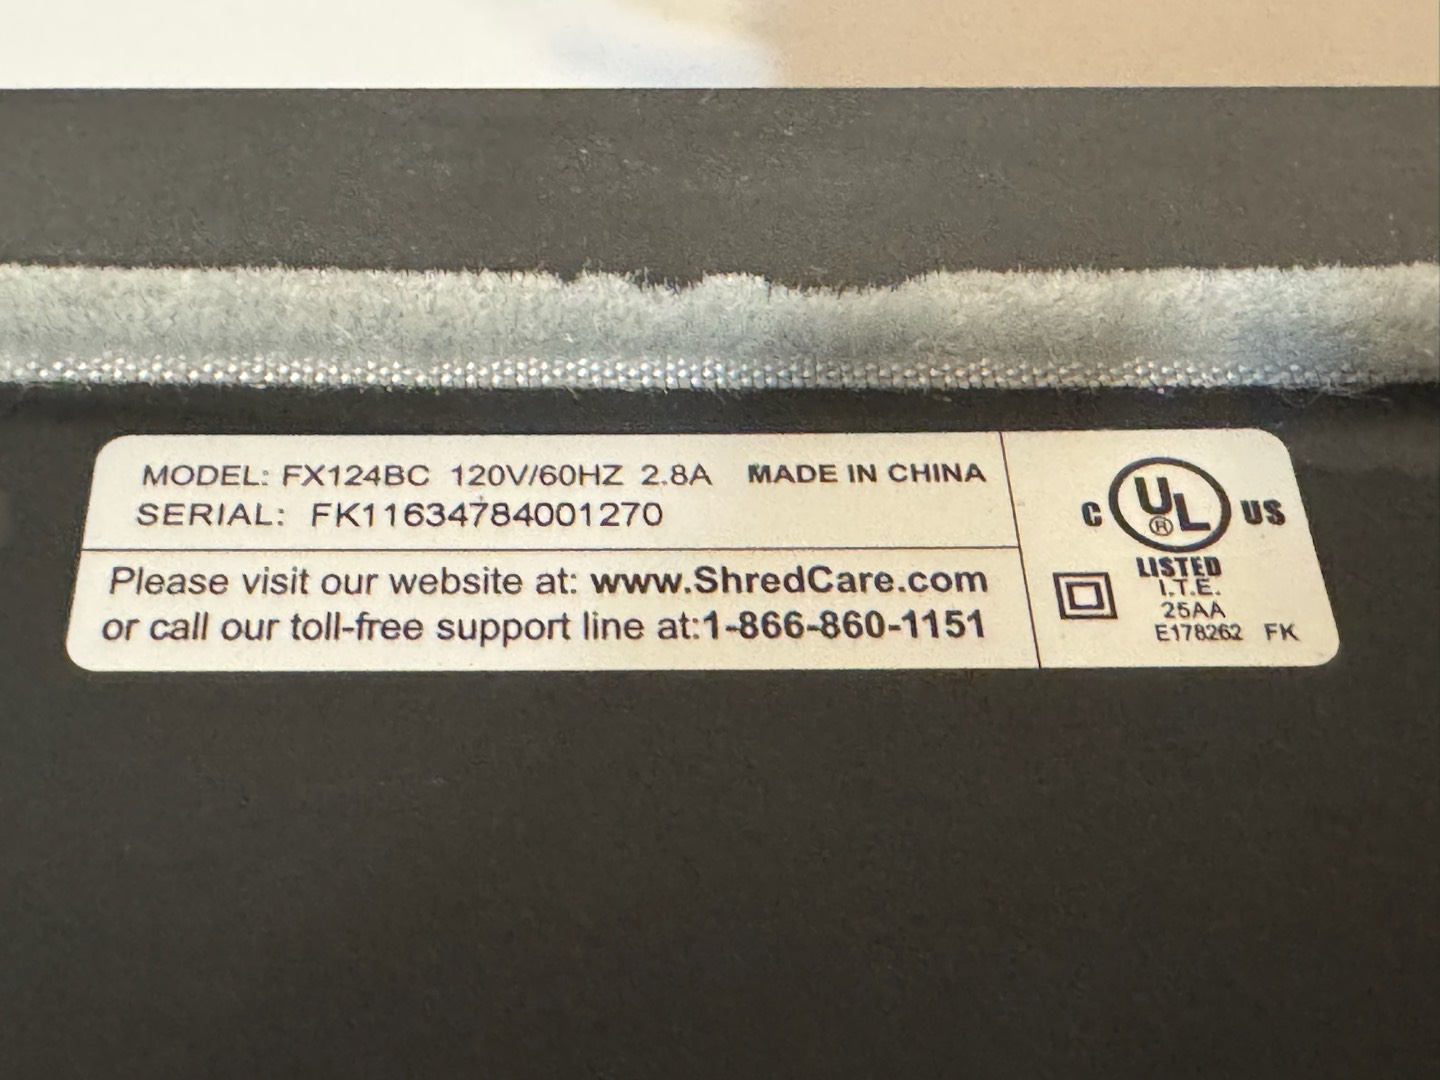 MODEL: FX124BC 120V/60HZ 2.8A MADE IN CHINA
SERIAL: FK11634784001270
Please visit our website at: www.ShredCare.com
or call our toll-free support line at:1-866-860-1151
C UL® US
LISTED
I.T.E.
25AA
E178262 FK